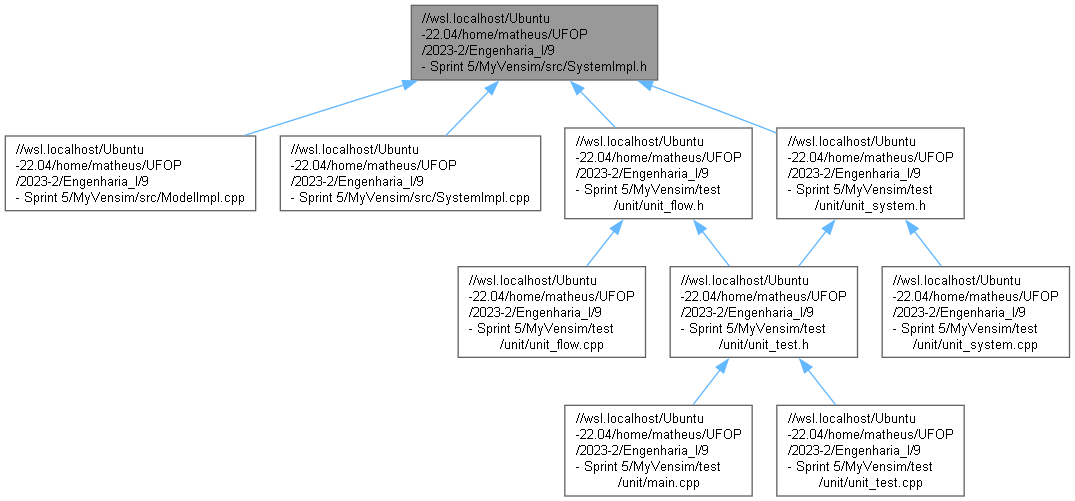 //wsl.localhost/Ubuntu
-22.04/home/matheus/UFOP
/2023-2/Engenharia_I/9
- Sprint 5/MyVensim/src/SystemImpl.h
//wsl.localhost/Ubuntu
-22.04/home/matheus/UFOP
/2023-2/Engenharia_I/9
- Sprint 5/MyVensim/src/ModelImpl.cpp
//wsl.localhost/Ubuntu
-22.04/home/matheus/UFOP
/2023-2/Engenharia_I/9
- Sprint 5/MyVensim/src/SystemImpl.cpp
//wsl.localhost/Ubuntu
-22.04/home/matheus/UFOP
/2023-2/Engenharia_I/9
- Sprint 5/MyVensim/test
/unit/unit_flow.h
//wsl.localhost/Ubuntu
-22.04/home/matheus/UFOP
/2023-2/Engenharia_I/9
- Sprint 5/MyVensim/test
/unit/unit_system.h
//wsl.localhost/Ubuntu
-22.04/home/matheus/UFOP
/2023-2/Engenharia_I/9
- Sprint 5/MyVensim/test
/unit/unit_flow.cpp
//wsl.localhost/Ubuntu
-22.04/home/matheus/UFOP
/2023-2/Engenharia_I/9
- Sprint 5/MyVensim/test
/unit/unit_test.h
//wsl.localhost/Ubuntu
-22.04/home/matheus/UFOP
/2023-2/Engenharia_I/9
- Sprint 5/MyVensim/test
/unit/unit_system.cpp
//wsl.localhost/Ubuntu
-22.04/home/matheus/UFOP
/2023-2/Engenharia_I/9
- Sprint 5/MyVensim/test
/unit/main.cpp
//wsl.localhost/Ubuntu
-22.04/home/matheus/UFOP
/2023-2/Engenharia_I/9
- Sprint 5/MyVensim/test
/unit/unit_test.cpp